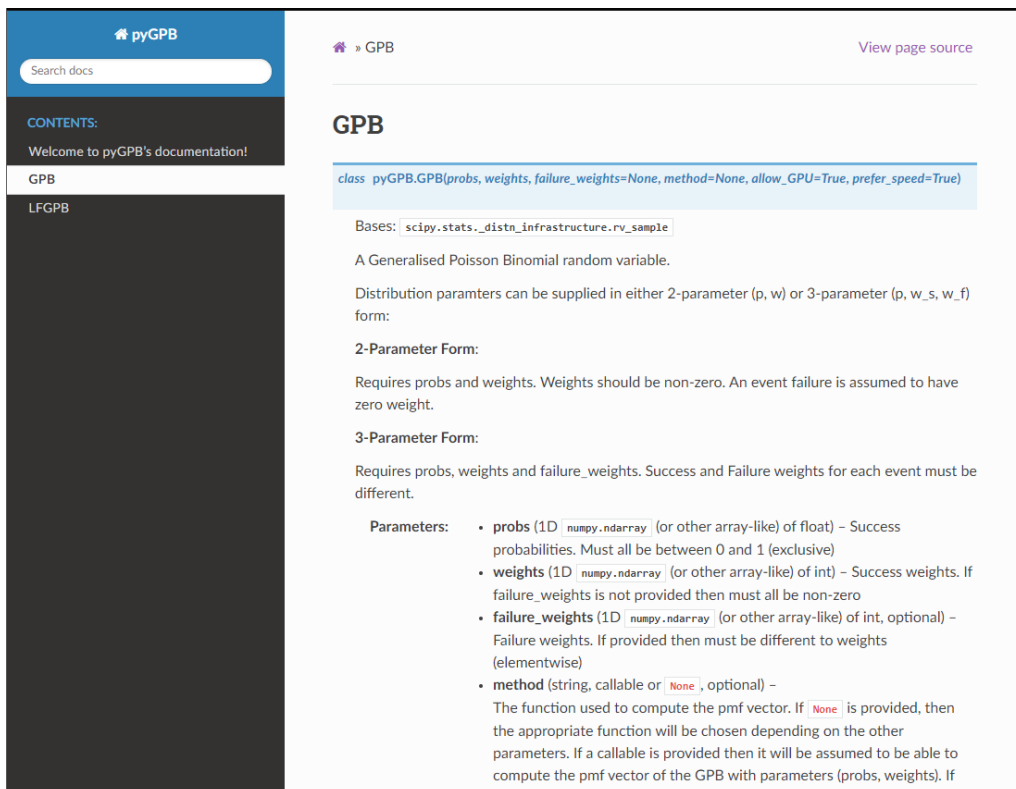 pyGPB
Search docs
CONTENTS:
Welcome to pyGPB's documentation!
GPB
LFGPB
» GPB
View page source
GPB
class pyGPB.GPB(probs, weights, failure_weights=None, method=None, allow_GPU=True, prefer_speed=True)
Bases: scipy.stats._distn_infrastructure.rv_sample
A Generalised Poisson Binomial random variable.
Distribution paramters can be supplied in either 2-parameter (p, w) or 3-parameter (p, w_s, w_f)
form:
2-Parameter Form:
Requires probs and weights. Weights should be non-zero. An event failure is assumed to have
zero weight.
3-Parameter Form:
Requires probs, weights and failure_weights. Success and Failure weights for each event must be
different.
Parameters:
• probs (1D numpy.ndarray (or other array-like) of float) – Success
probabilities. Must all be between 0 and 1 (exclusive)
• weights (1D numpy.ndarray (or other array-like) of int) – Success weights. If
failure_weights is not provided then must all be non-zero
• failure_weights (1D numpy.ndarray (or other array-like) of int, optional) –
Failure weights. If provided then must be different to weights
(elementwise)
• method (string, callable or None, optional) –
The function used to compute the pmf vector. If None is provided, then
the appropriate function will be chosen depending on the other
parameters. If a callable is provided then it will be assumed to be able to
compute the pmf vector of the GPB with parameters (probs, weights). If